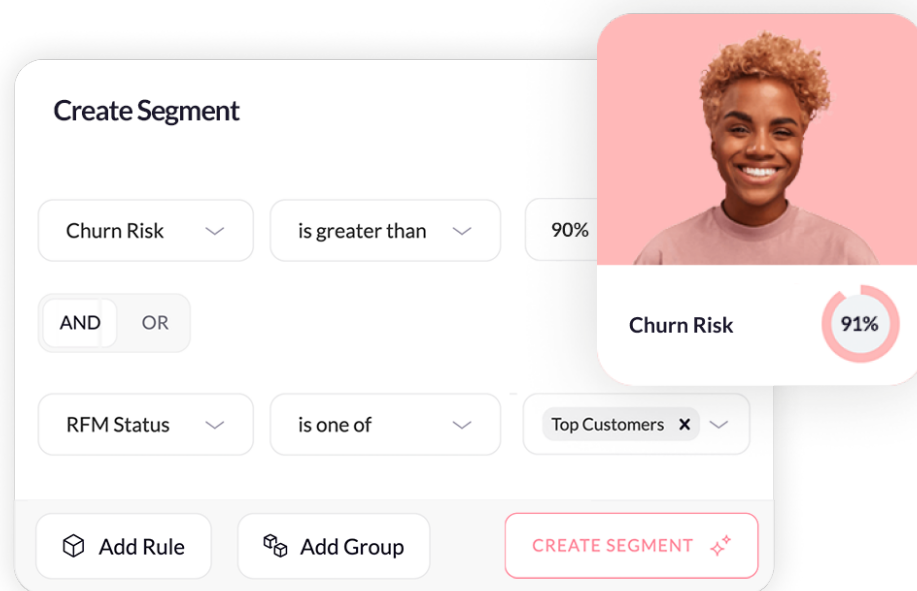 Create Segment
Churn Risk is greater than 90%
AND OR
Churn Risk 91%
RFM Status is one of Top Customers
Add Rule Add Group CREATE SEGMENT